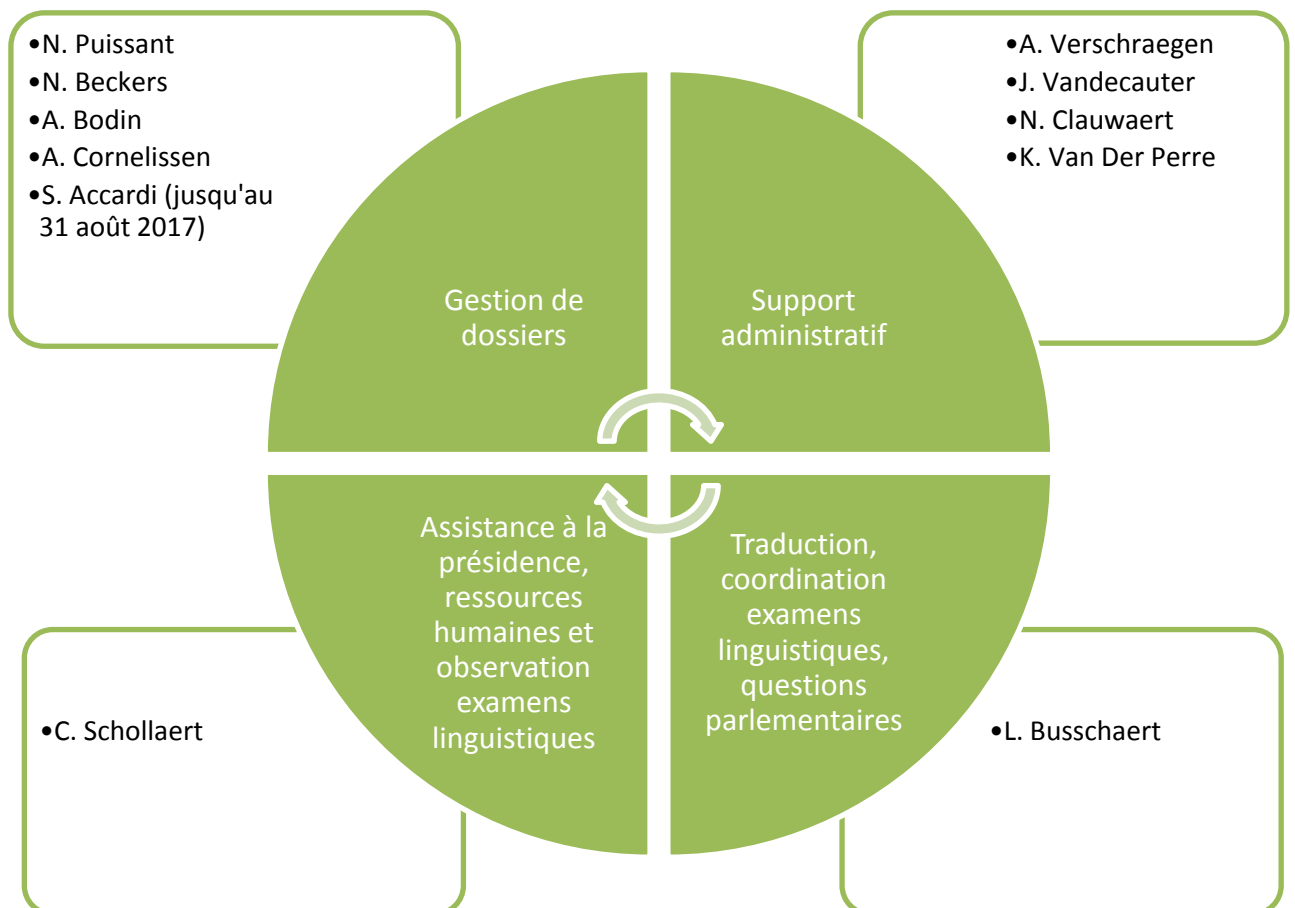 •N. Puissant
•N. Beckers
•A. Bodin
•A. Cornelissen
•S. Accardi (jusqu'au
31 août 2017)
•A. Verschraegen
•J. Vandecauter
•N. Clauwaert
•K. Van Der Perre
Gestion de
dossiers
Support
administratif
Assistance à la
présidence,
ressources
humaines et
observation
examens
linguistiques
Traduction,
coordination
examens
linguistiques,
questions
parlementaires
•C. Schollaert
•L. Busschaert